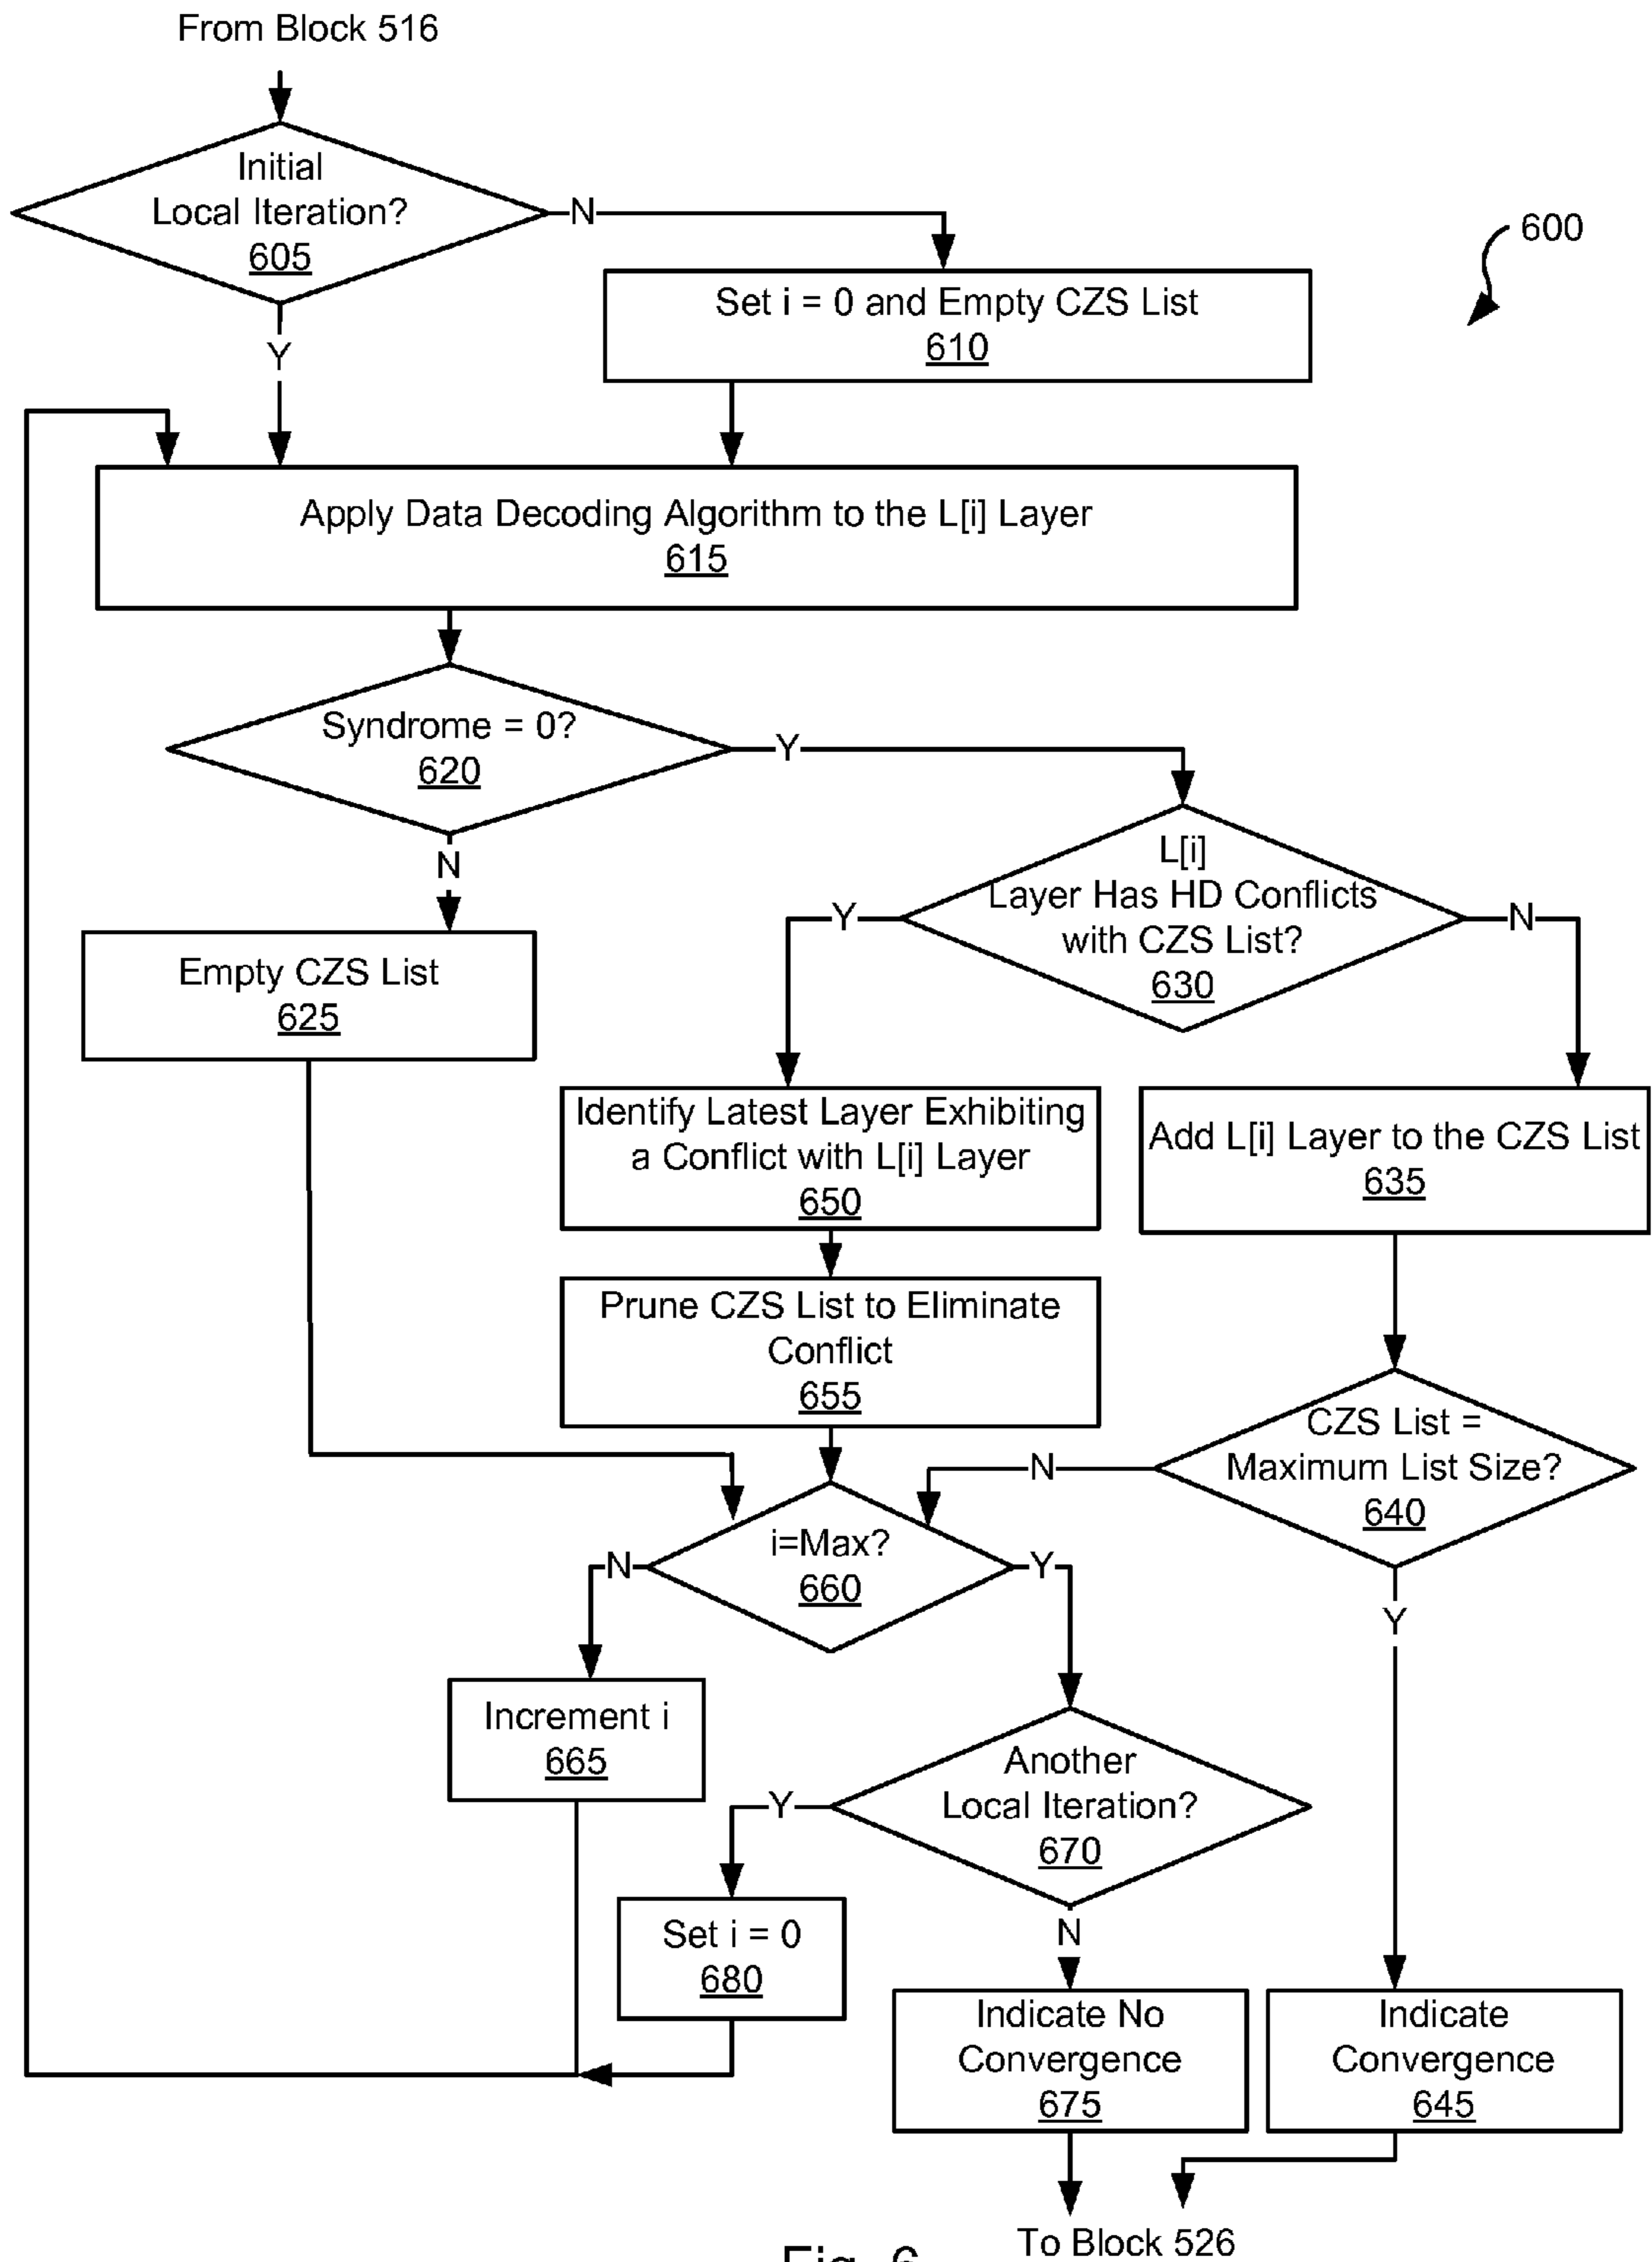 From Block 516
Initial
Local Iteration?
605
N
600
Set i = 0 and Empty CZS List
610
Y
Apply Data Decoding Algorithm to the L[i] Layer
615
Syndrome = 0?
620
Y
N
L[i]
Layer Has HD Conflicts
with CZS List?
630
Y
N
Empty CZS List
625
Identify Latest Layer Exhibiting
a Conflict with L[i] Layer
650
Add L[i] Layer to the CZS List
635
Prune CZS List to Eliminate
Conflict
655
CZS List =
Maximum List Size?
640
N
Y
i=Max?
660
N
Y
Increment i
665
Another
Local Iteration?
670
Y
N
Set i = 0
680
Indicate No
Convergence
675
Indicate
Convergence
645
To Block 526
Fig. 6